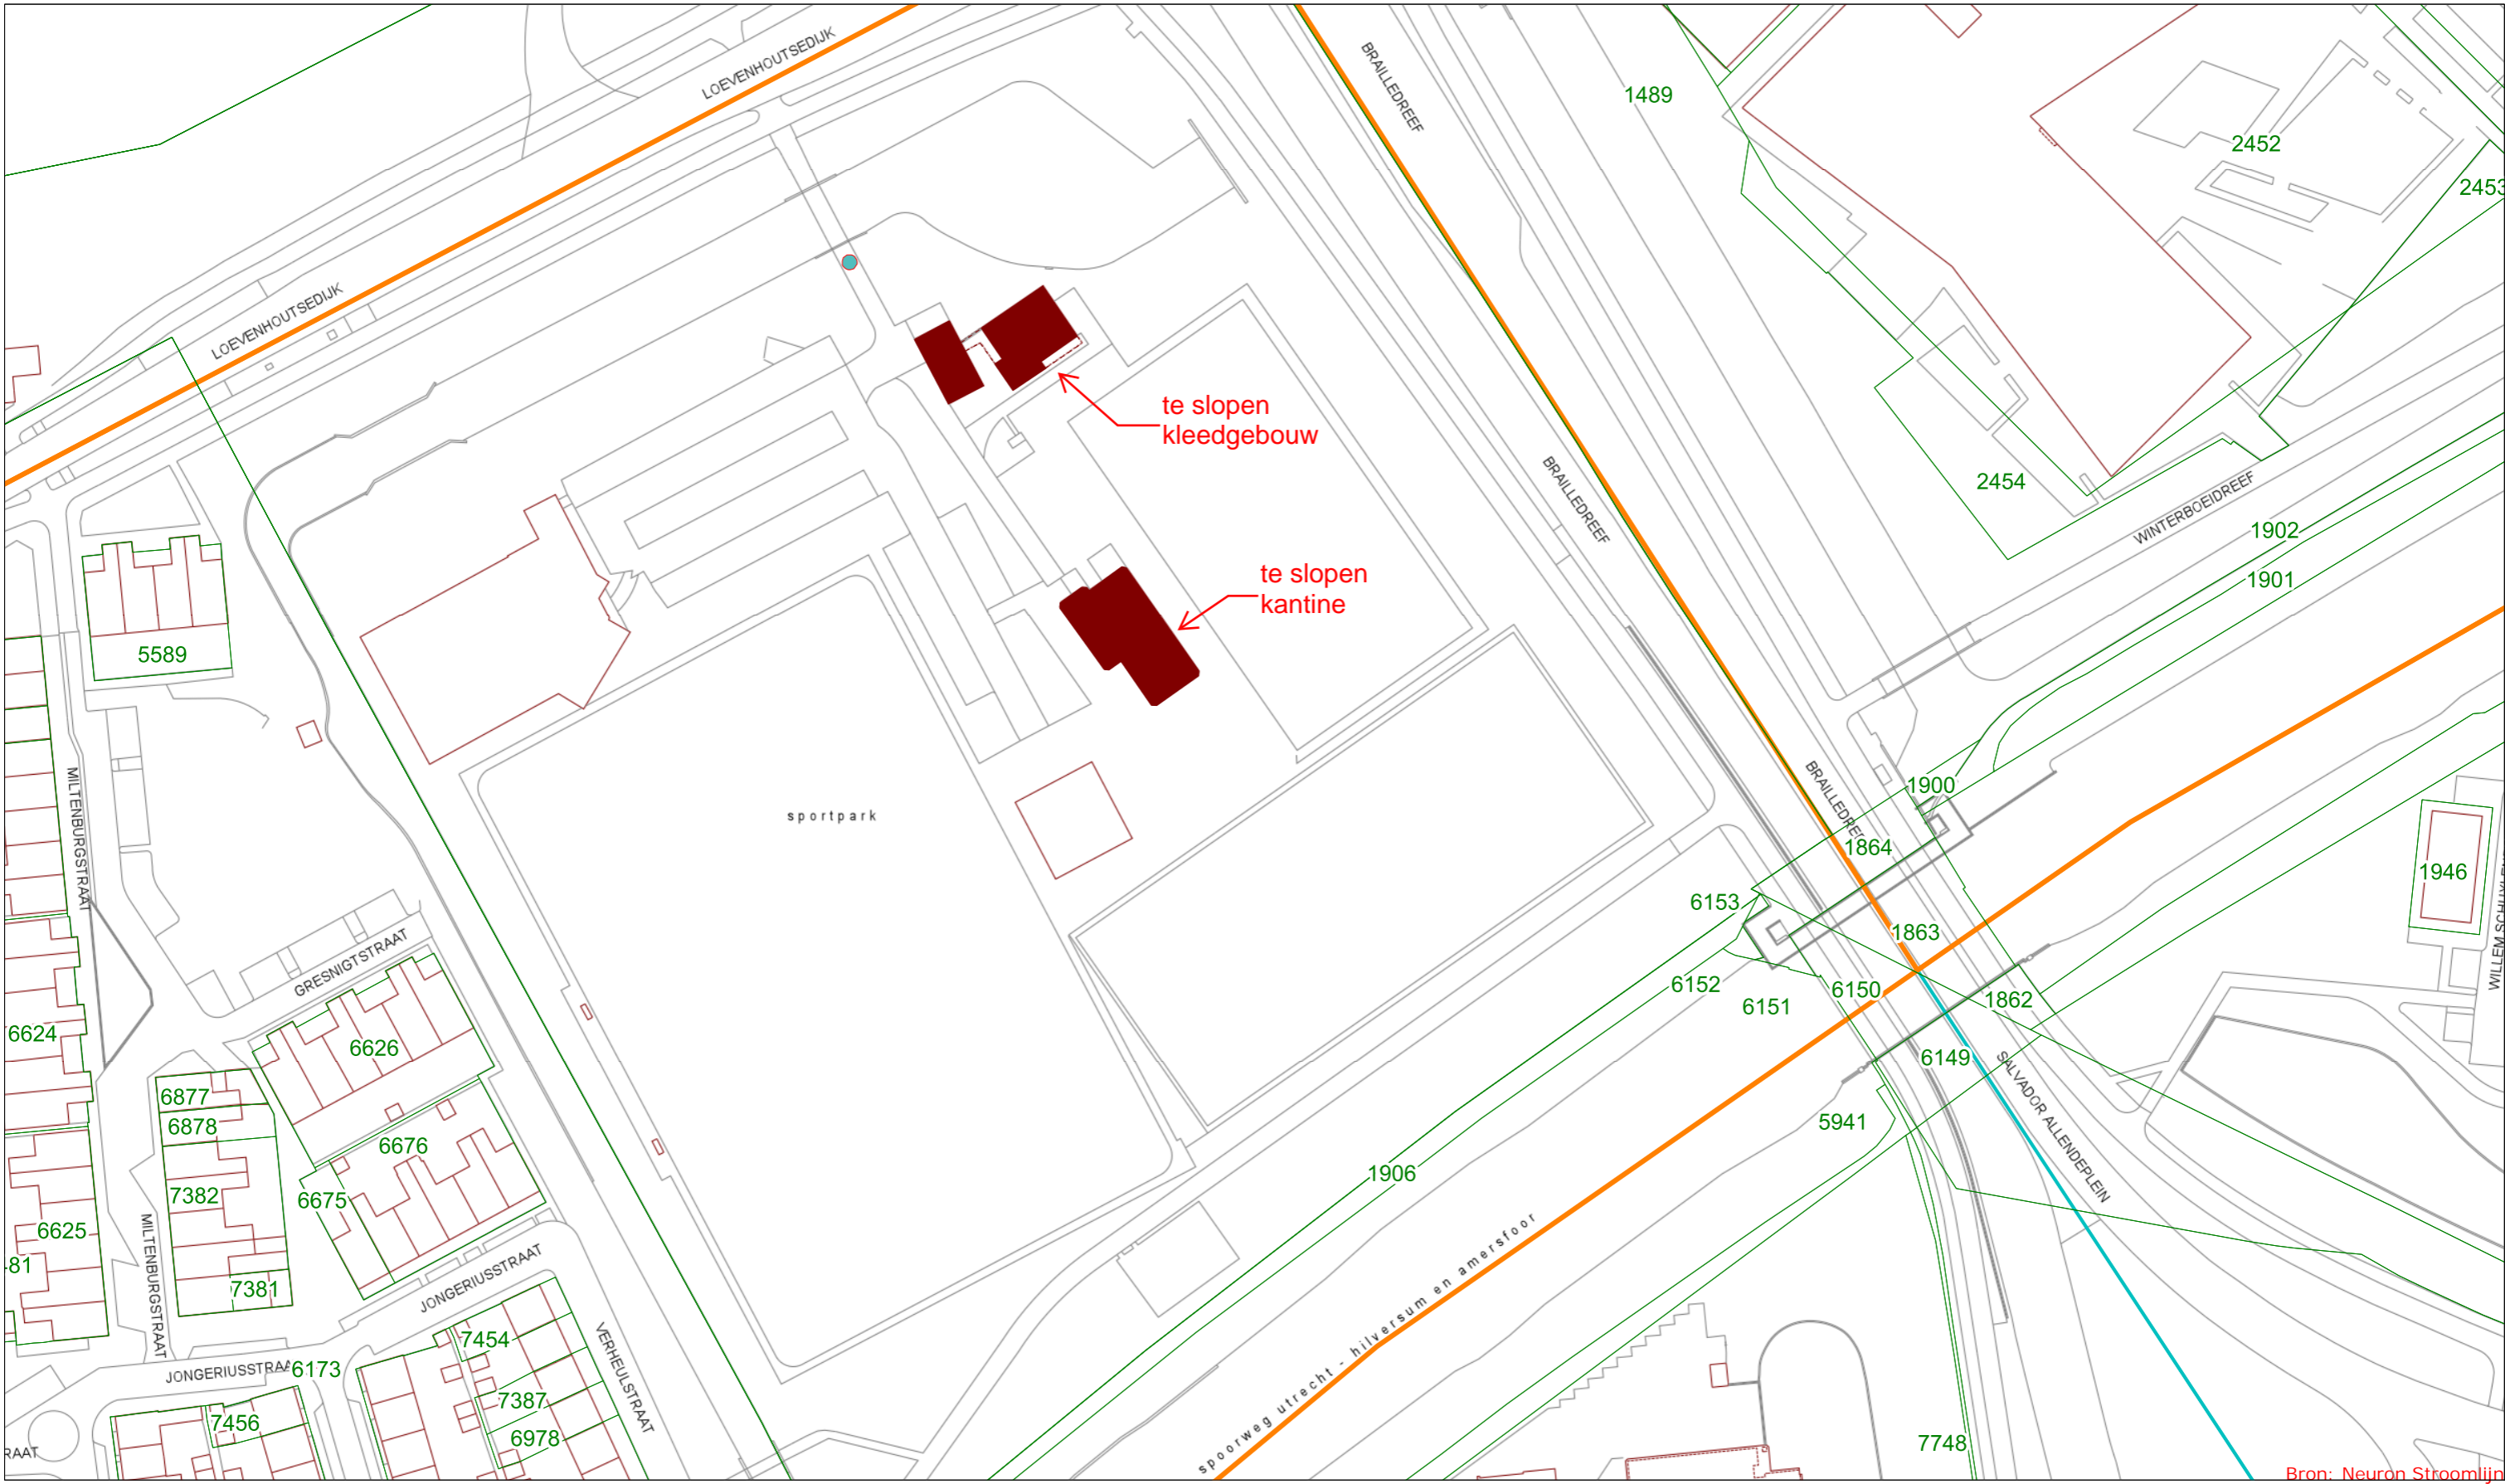 LOEVENHOUTSEDIJK
BRAILLEDREEF
1489
2452
2453
LOEVENHOUTSEDIJK
te slopen
kleedgebouw
BRAILLEDREEF
2454
WINTERBOEIDREEF
1902
1901
te slopen
kantine
5589
MILTENBURGSTRAAT
sportpark
BRAILLEDREEF
1900
1864
1946
6153
1863
GRESNIGTSTRAAT
6152
6151
6150
1862
6624
6626
6149
SALVADOR ALLENDEPLEIN
6877
6878
5941
6676
1906
7382
6675
6625
MILTENBURGSTRAAT
81
7381
JONGERIUSSTRAAT
spoorweg utrecht - hilversum en amersfoor
7454
VERHEULSTRAAT
JONGERIUSSTRAA
6173
7387
7456
6978
RAAT
7748
Bron: Neuron Stroomlijn